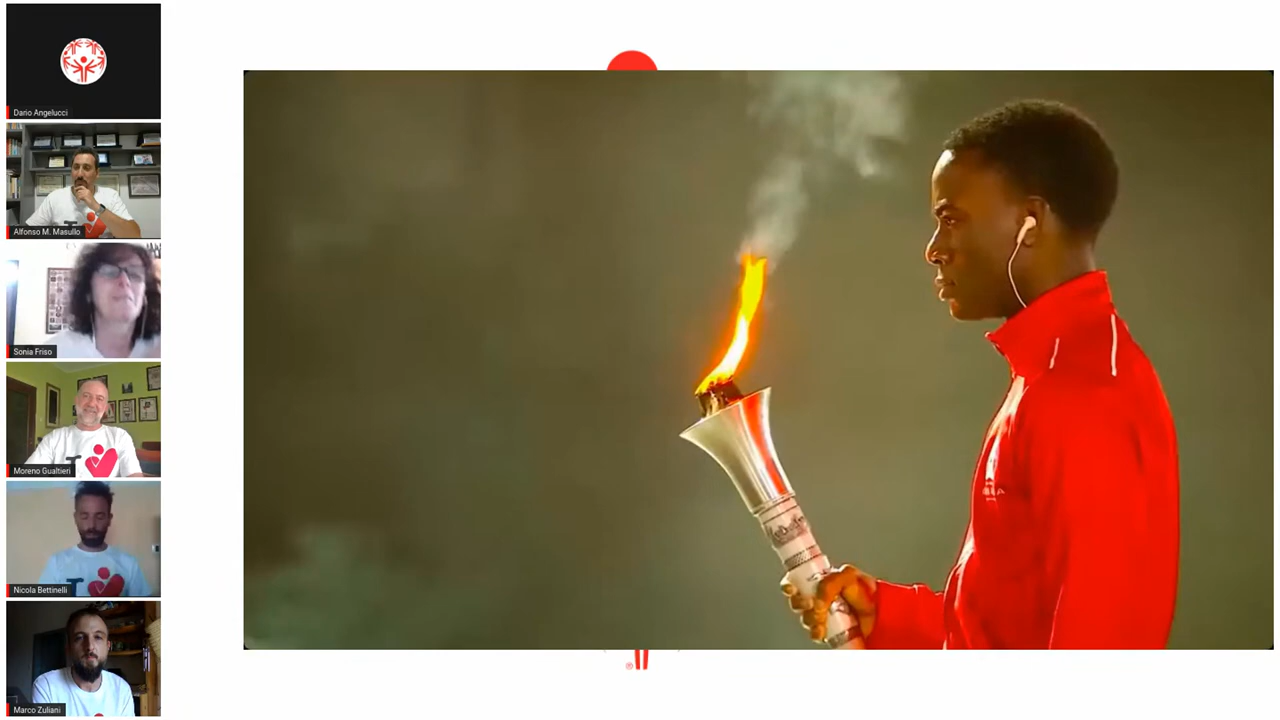 Dario Angelucci
Alfonso M. Masullo
Sonia Friso
Moreno Gualtieri
Nicola Bettinelli
Marco Zuliani